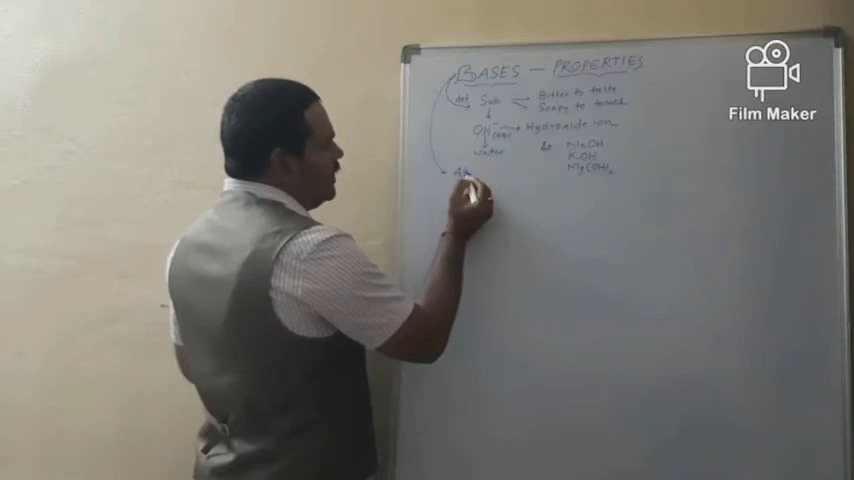 BASES — PROPERTIES
def Sub Bitter to taste
Soapy to touch
OH⁻ → Hydroxide ion
Water
NaOH
KOH
Mg(OH)₂
Film Maker